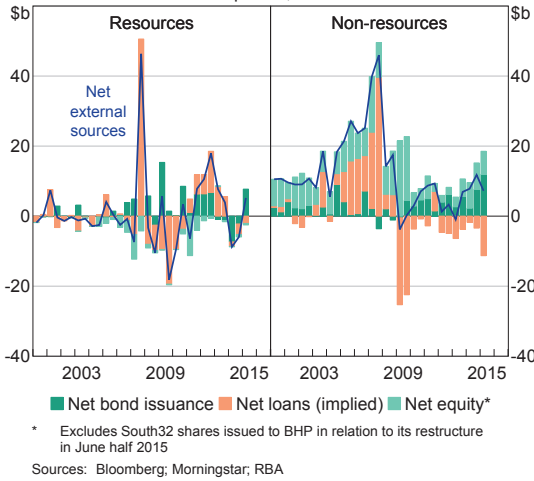 $b
Resources
Non-resources
$b
40
40
Net
external
sources
20
20
0
0
-20
-20
-40
-40
2003
2009
2015
2003
2009
2015
Net bond issuance
Net loans (implied)
Net equity*
* Excludes South32 shares issued to BHP in relation to its restructure
in June half 2015
Sources: Bloomberg; Morningstar; RBA